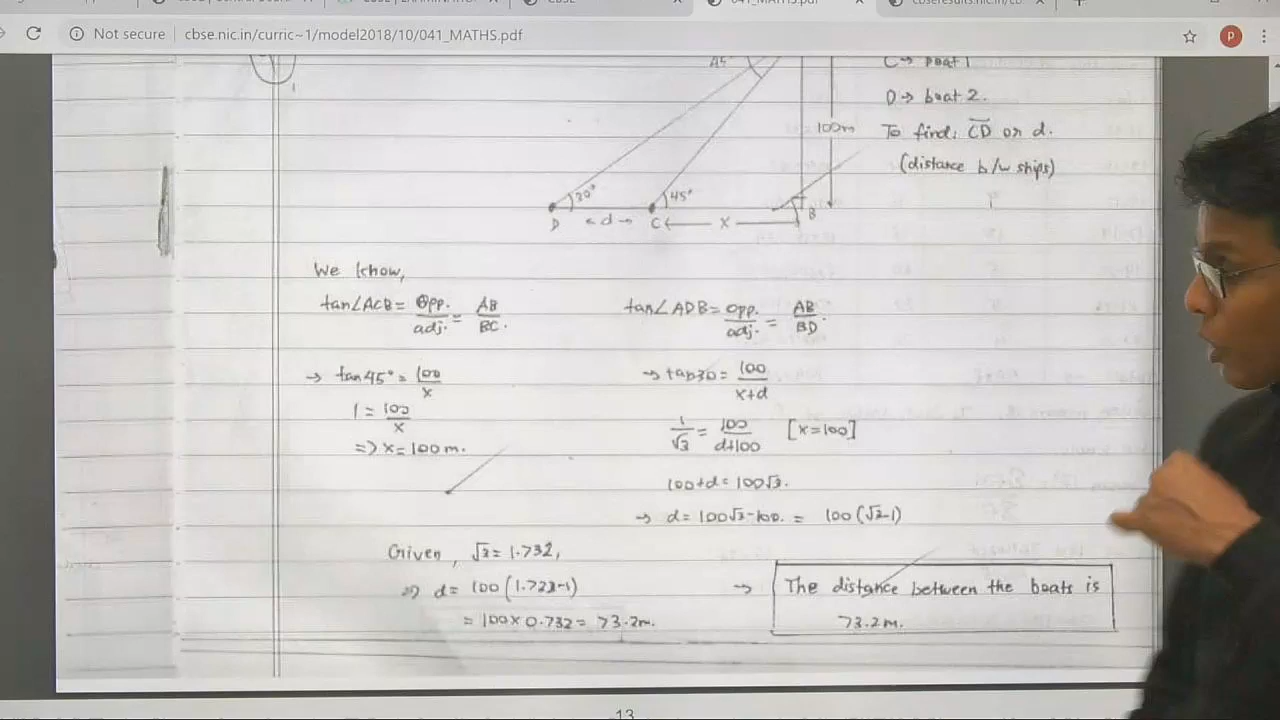 041_MATHS.pdf
Not secure
cbse.nic.in/curric~1/model2018/10/041_MATHS.pdf
P
45°
C → boat 1
D → boat 2.
100m
To find: CD or d.
(distance b/w ships)
30°
45°
D
← d →
C
← x
B
We know,
tan∠ACB = Opp./adj. = AB/BC.
tan∠ADB = Opp./adj. = AB/BD.
→ tan45° = 100/x
→ tan30 = 100/x+d
1 = 100/x
1/√3 = 100/d+100 [x=100]
=> x = 100m.
100+d = 100√3.
→ d = 100√3-100. = 100(√3-1)
Given, √3 = 1.732,
=> d = 100(1.732-1)
→ The distance between the boats is
= 100 x 0.732 = 73.2m.
73.2m.
13